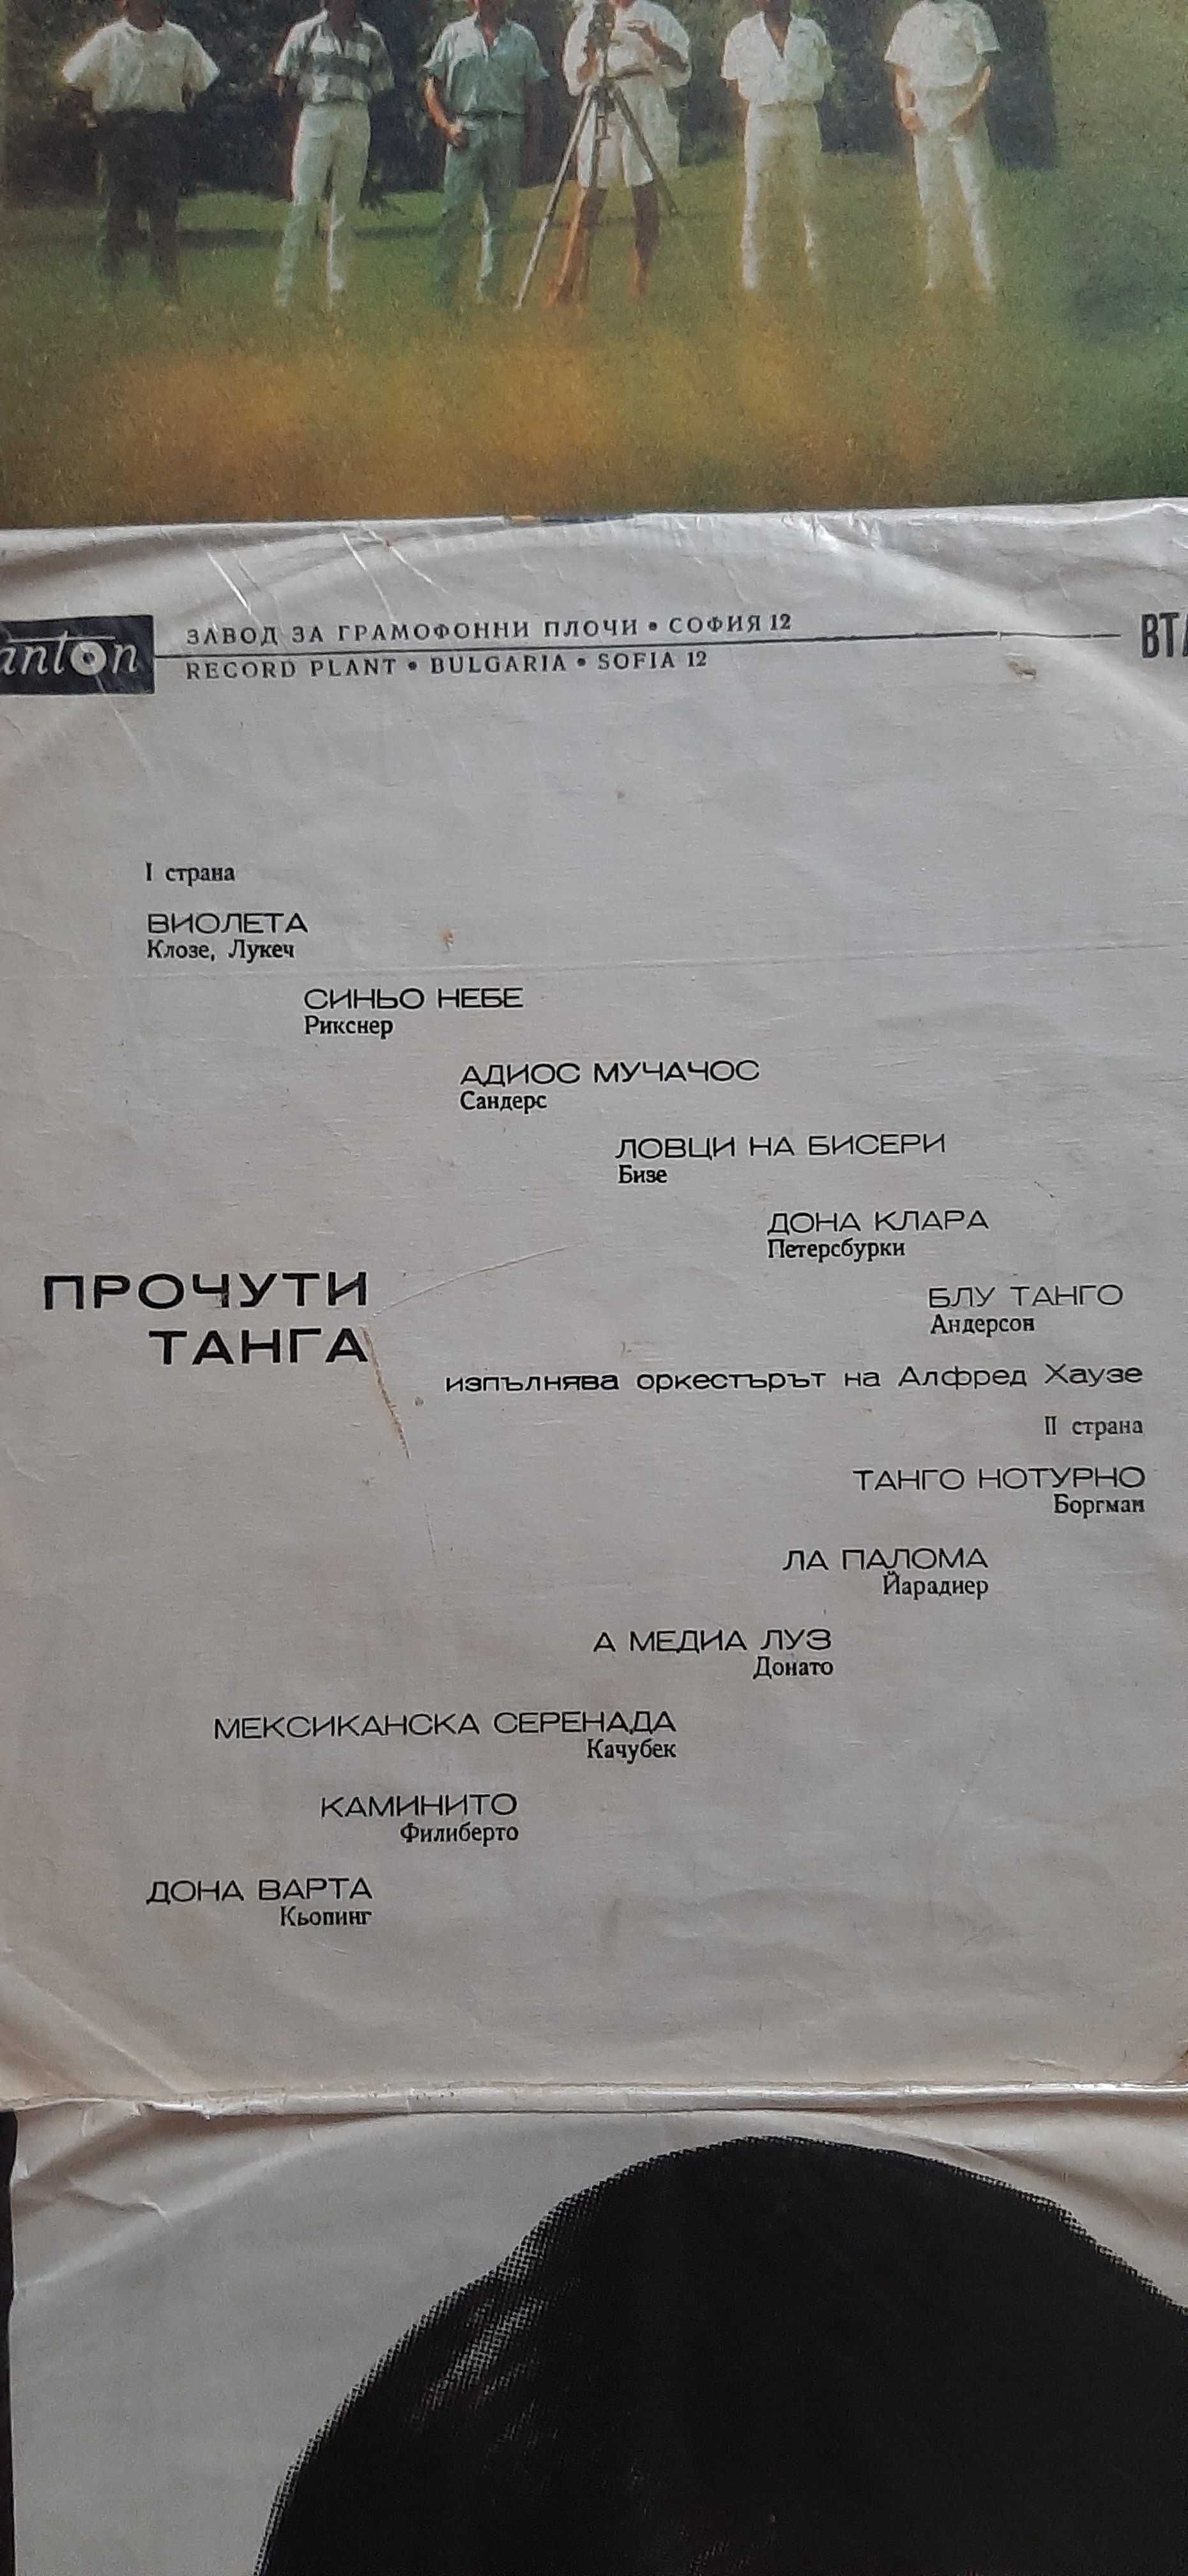 ЗАВОД ЗА ГРАМОФОННИ ПЛОЧИ • СОФИЯ 12
RECORD PLANT • BULGARIA • SOFIA 12
I страна
ВИОЛЕТА
Клозе, Лукеч
СИНЬО НЕБЕ
Рикснер
АДИОС МУЧАЧОС
Сандерс
ЛОВЦИ НА БИСЕРИ
Бизе
ДОНА КЛАРА
Петерсбурки
БЛУ ТАНГО
Андерсон
ПРОЧУТИ
ТАНГА
изпълнява оркестърът на Алфред Хаузе
II страна
ТАНГО НОТУРНО
Боргман
ЛА ПАЛОМА
Йарадиер
А МЕДИА ЛУЗ
Донато
МЕКСИКАНСКА СЕРЕНАДА
Качубек
КАМИНИТО
Филиберто
ДОНА ВАРТА
Кьопинг